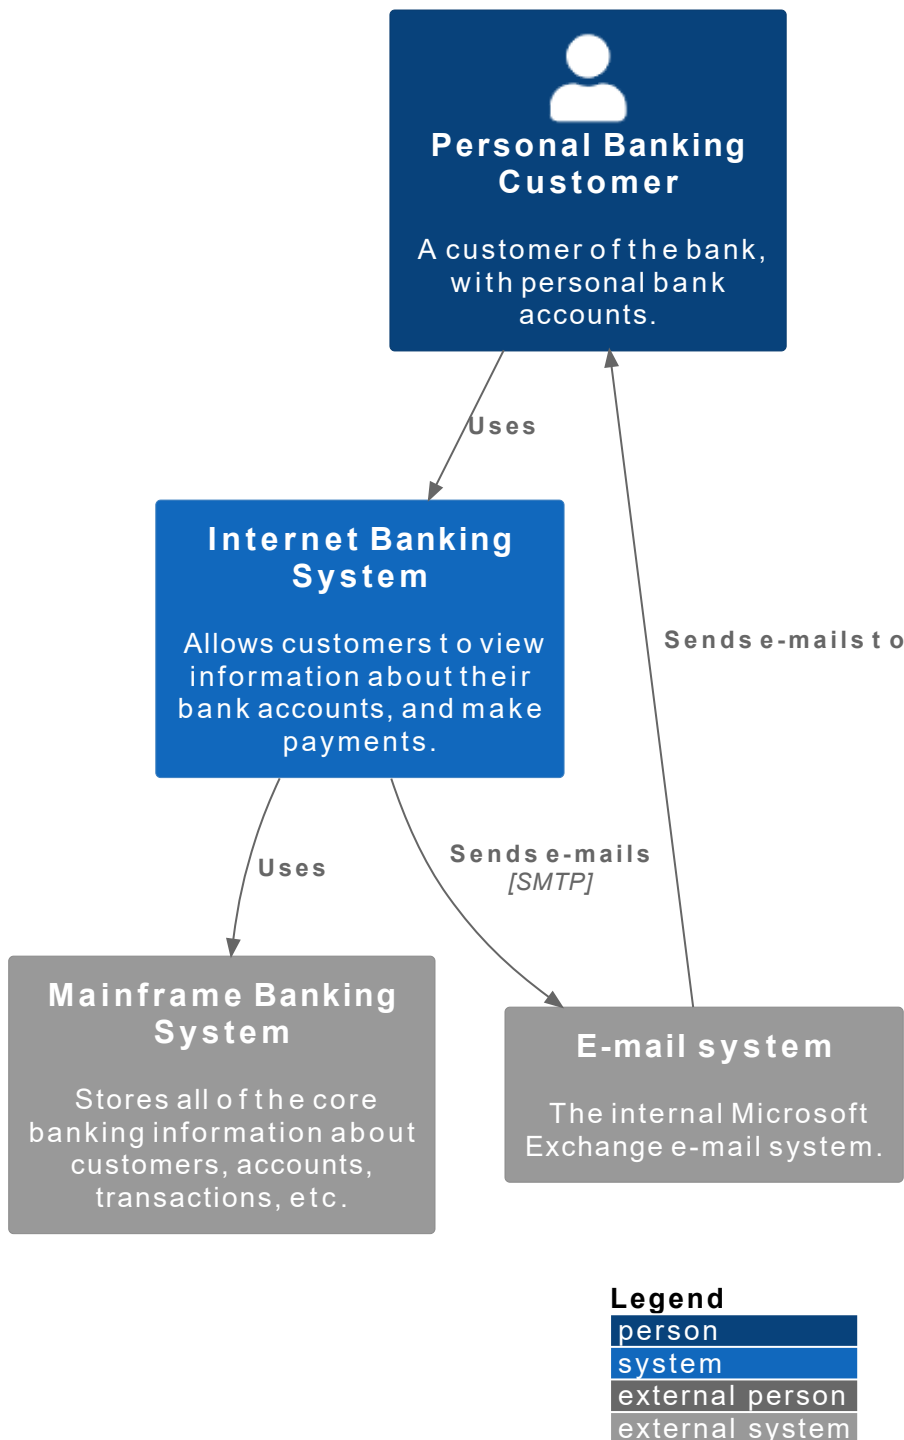 Personal Banking
Customer
A customer of the bank,
with personal bank
accounts.
Uses
Internet Banking
System
Allows customers to view
information about their
bank accounts, and make
payments.
Sends e-mails to
Uses
Sends e-mails
[SMTP]
Mainframe Banking
System
Stores all of the core
banking information about
customers, accounts,
transactions, etc.
E-mail system
The internal Microsoft
Exchange e-mail system.
Legend
person
system
external person
external system